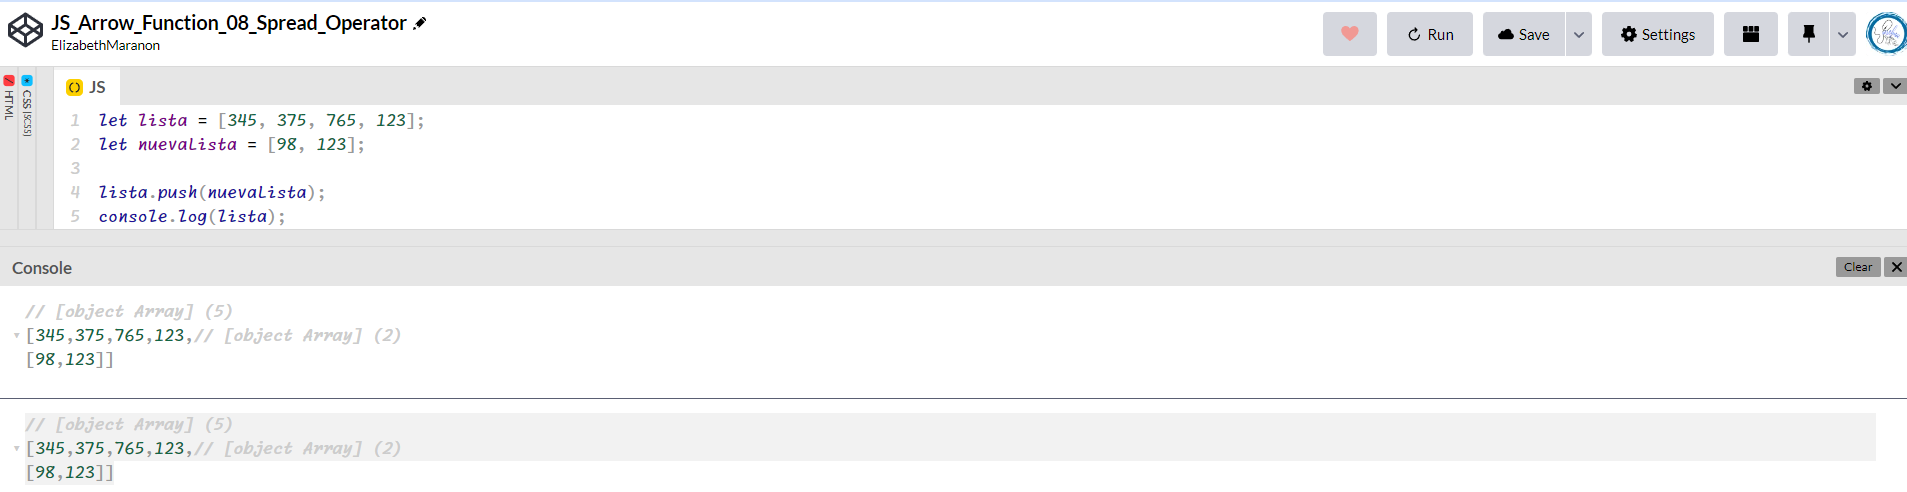 JS_Arrow_Function_08_Spread_Operator
ElizabethMaranon
Run
Save
Settings
HTML
CSS (SCSS)
JS
1 let lista = [345, 375, 765, 123];
2 let nuevaLista = [98, 123];
3
4 lista.push(nuevaLista);
5 console.log(lista);
Console
Clear
// [object Array] (5)
[345,375,765,123,// [object Array] (2)
[98,123]]
// [object Array] (5)
[345,375,765,123,// [object Array] (2)
[98,123]]